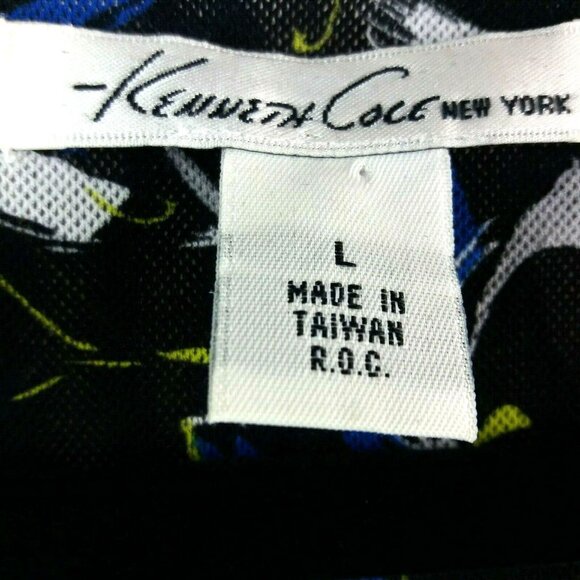 Kenneth Cole NEW YORK
L
MADE IN
TAIWAN
R.O.C.